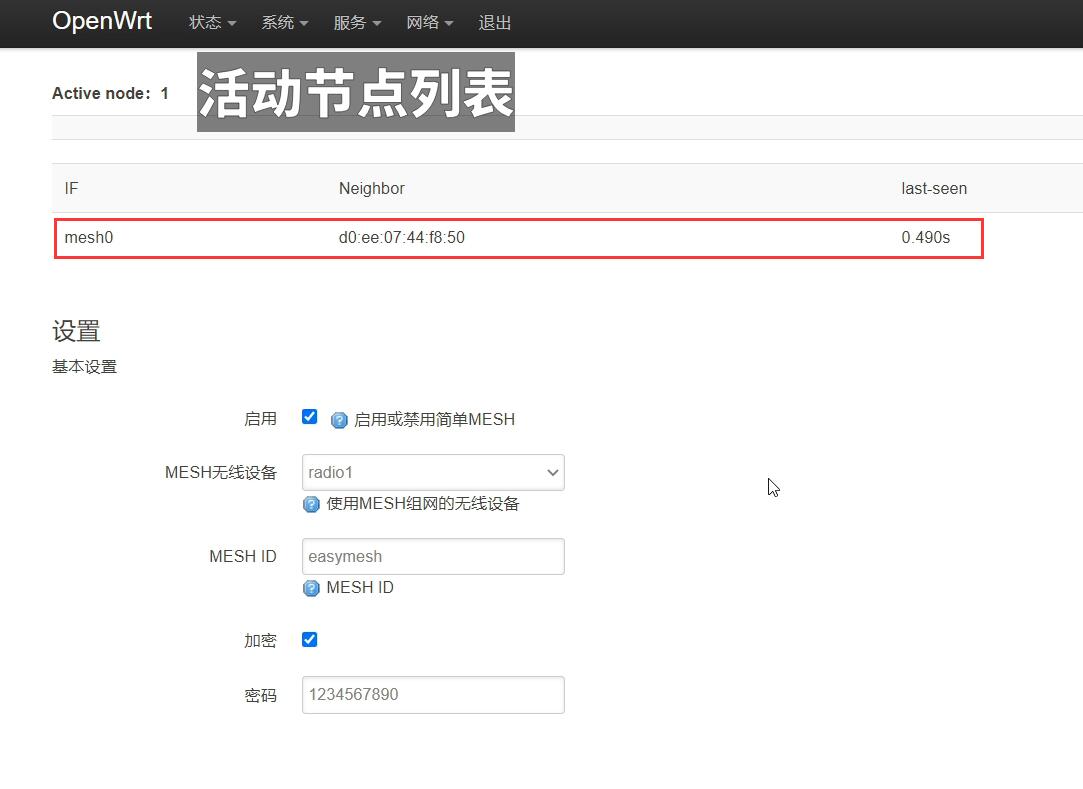 OpenWrt 状态 系统 服务 网络 退出
Active node：1 活动节点列表
IF Neighbor last-seen
mesh0 d0:ee:07:44:f8:50 0.490s
设置
基本设置
启用 启用或禁用简单MESH
MESH无线设备 radio1
使用MESH组网的无线设备
MESH ID easymesh
MESH ID
加密
密码 1234567890